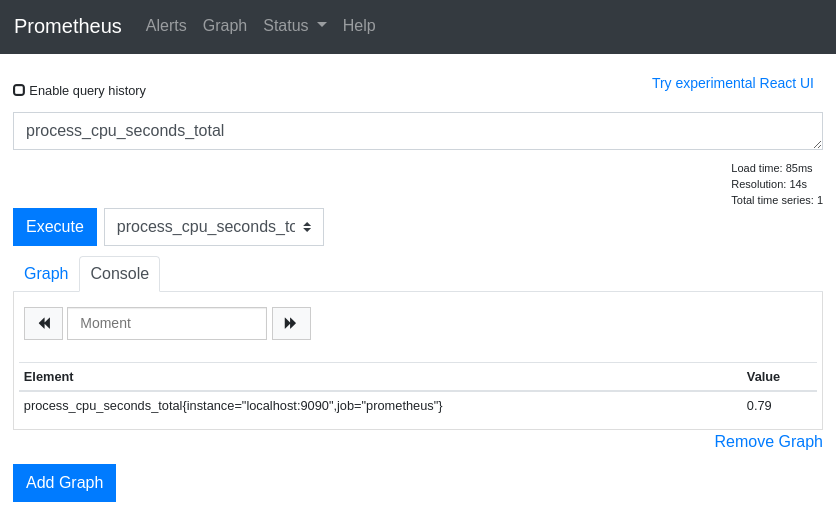 Prometheus Alerts Graph Status Help
Enable query history
Try experimental React UI
process_cpu_seconds_total
Load time: 85ms
Resolution: 14s
Total time series: 1
Execute process_cpu_seconds_to
Graph Console
Moment
Element Value
process_cpu_seconds_total{instance="localhost:9090",job="prometheus"} 0.79
Remove Graph
Add Graph